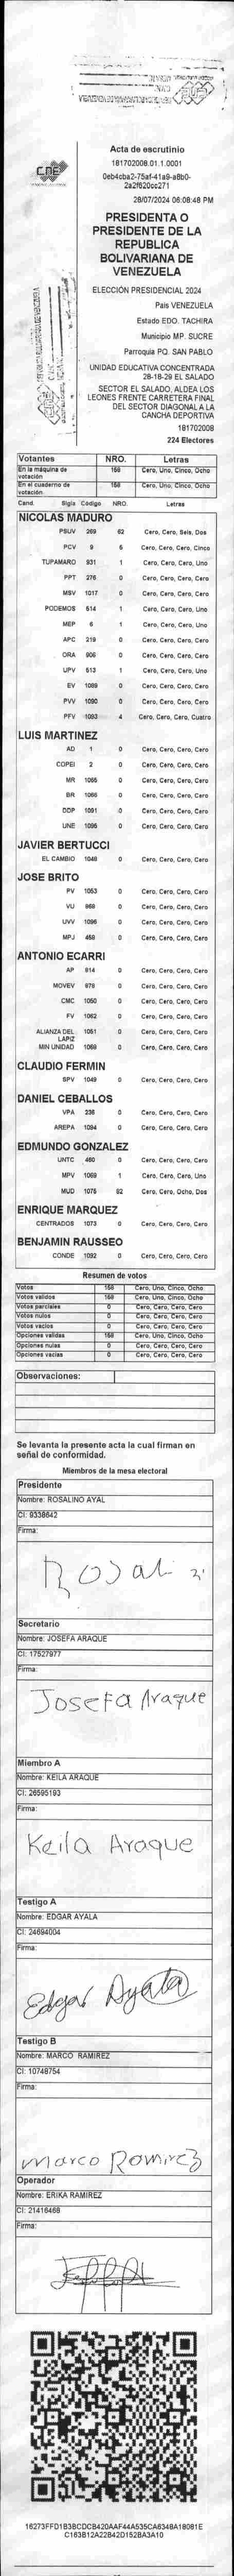 CNE
Acta de escrutinio
181702008.01.1.0001
0eb4cba2-75af-41a9-a8b0-
2a2f620cc271
28/07/2024 06:08:48 PM
PRESIDENTA O
PRESIDENTE DE LA
REPUBLICA
BOLIVARIANA DE
VENEZUELA
ELECCIÓN PRESIDENCIAL 2024
País VENEZUELA
Estado EDO. TACHIRA
Municipio MP. SUCRE
Parroquia PQ. SAN PABLO
UNIDAD EDUCATIVA CONCENTRADA
28-18-29 EL SALADO
SECTOR EL SALADO, ALDEA LOS
LEONES FRENTE CARRETERA FINAL
DEL SECTOR DIAGONAL A LA
CANCHA DEPORTIVA
181702008
224 Electores
Votantes NRO. Letras
En la máquina de votación 158 Cero, Uno, Cinco, Ocho
En el cuaderno de votación 158 Cero, Uno, Cinco, Ocho
Cand. Sigla Codigo NRO. Letras
NICOLAS MADURO
PSUV 269 62 Cero, Cero, Seis, Dos
PCV 9 5 Cero, Cero, Cero, Cinco
TUPAMARO 931 1 Cero, Cero, Cero, Uno
PPT 276 0 Cero, Cero, Cero, Cero
MSV 1017 0 Cero, Cero, Cero, Cero
PODEMOS 514 1 Cero, Cero, Cero, Uno
MEP 6 1 Cero, Cero, Cero, Uno
APC 219 0 Cero, Cero, Cero, Cero
ORA 906 0 Cero, Cero, Cero, Cero
UPV 513 1 Cero, Cero, Cero, Uno
EV 1089 0 Cero, Cero, Cero, Cero
PVV 1090 0 Cero, Cero, Cero, Cero
PFV 1093 4 Cero, Cero, Cero, Cuatro
LUIS MARTINEZ
AD 1 0 Cero, Cero, Cero, Cero
COPEI 2 0 Cero, Cero, Cero, Cero
MR 1065 0 Cero, Cero, Cero, Cero
BR 1066 0 Cero, Cero, Cero, Cero
DDP 1091 0 Cero, Cero, Cero, Cero
UNE 1095 0 Cero, Cero, Cero, Cero
JAVIER BERTUCCI
EL CAMBIO 1048 0 Cero, Cero, Cero, Cero
JOSE BRITO
PV 1053 0 Cero, Cero, Cero, Cero
VU 968 0 Cero, Cero, Cero, Cero
UVV 1096 0 Cero, Cero, Cero, Cero
MPJ 458 0 Cero, Cero, Cero, Cero
ANTONIO ECARRI
AP 914 0 Cero, Cero, Cero, Cero
MOVEV 978 0 Cero, Cero, Cero, Cero
CMC 1050 0 Cero, Cero, Cero, Cero
FV 1062 0 Cero, Cero, Cero, Cero
ALIANZA DEL LÁPIZ 1051 0 Cero, Cero, Cero, Cero
MIN UNIDAD 1069 0 Cero, Cero, Cero, Cero
CLAUDIO FERMIN
SPV 1049 0 Cero, Cero, Cero, Cero
DANIEL CEBALLOS
VPA 236 0 Cero, Cero, Cero, Cero
AREPA 1094 0 Cero, Cero, Cero, Cero
EDMUNDO GONZALEZ
UNTC 460 0 Cero, Cero, Cero, Cero
MPV 1069 1 Cero, Cero, Cero, Uno
MUD 1075 82 Cero, Cero, Ocho, Dos
ENRIQUE MARQUEZ
CENTRADOS 1073 0 Cero, Cero, Cero, Cero
BENJAMIN RAUSSEO
CONDE 1092 0 Cero, Cero, Cero, Cero
Resumen de votos
Votos 158 Cero, Uno, Cinco, Ocho
Votos validos 158 Cero, Uno, Cinco, Ocho
Votos parciales 0 Cero, Cero, Cero, Cero
Votos nulos 0 Cero, Cero, Cero, Cero
Votos vacios 0 Cero, Cero, Cero, Cero
Opciones validas 158 Cero, Uno, Cinco, Ocho
Opciones nulas 0 Cero, Cero, Cero, Cero
Opciones vacias 0 Cero, Cero, Cero, Cero
Observaciones:
Se levanta la presente acta la cual firman en
señal de conformidad.
Miembros de la mesa electoral
Presidente
Nombre: ROSALINO AYAL
CI: 9338642
Firma:
Rosali
Secretario
Nombre: JOSEFA ARAQUE
CI: 17527977
Firma:
Josefa Araque
Miembro A
Nombre: KEILA ARAQUE
CI: 26595193
Firma:
Keila Araque
Testigo A
Nombre: EDGAR AYALA
CI: 24694004
Firma:
Edgar Ayala
Testigo B
Nombre: MARCO RAMIREZ
CI: 10748754
Firma:
Marco Ramirez
Operador
Nombre: ERIKA RAMIREZ
CI: 21416468
Firma:
16273FFD1B3BCDCB420AAF44A535CA6348A18081E
C163B12A22B42D152BA3A10